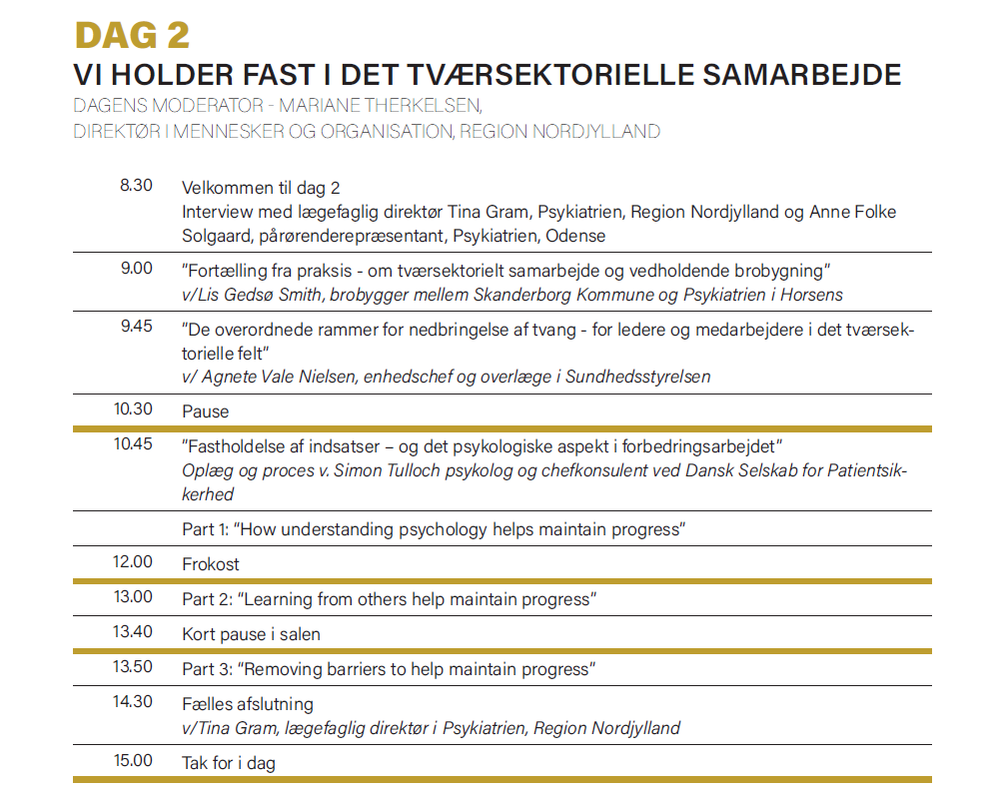 DAG 2
VI HOLDER FAST I DET TVÆRSEKTORIELLE SAMARBEJDE
DAGENS MODERATOR - MARIANE THERKELSEN,
DIREKTØR I MENNESKER OG ORGANISATION, REGION NORDJYLLAND
8.30 Velkommen til dag 2
Interview med lægefaglig direktør Tina Gram, Psykiatrien, Region Nordjylland og Anne Folke
Solgaard, pårørenderepræsentant, Psykiatrien, Odense
9.00 ”Fortælling fra praksis - om tværsektorielt samarbejde og vedholdende brobygning”
v/Lis Gedsø Smith, brobygger mellem Skanderborg Kommune og Psykiatrien i Horsens
9.45 ”De overordnede rammer for nedbringelse af tvang - for ledere og medarbejdere i det tværsek-
torielle felt”
v/ Agnete Vale Nielsen, enhedschef og overlæge i Sundhedsstyrelsen
10.30 Pause
10.45 ”Fastholdelse af indsatser – og det psykologiske aspekt i forbedringsarbejdet”
Oplæg og proces v. Simon Tulloch psykolog og chefkonsulent ved Dansk Selskab for Patientsik-
kerhed
Part 1: “How understanding psychology helps maintain progress”
12.00 Frokost
13.00 Part 2: “Learning from others help maintain progress”
13.40 Kort pause i salen
13.50 Part 3: “Removing barriers to help maintain progress”
14.30 Fælles afslutning
v/Tina Gram, lægefaglig direktør i Psykiatrien, Region Nordjylland
15.00 Tak for i dag